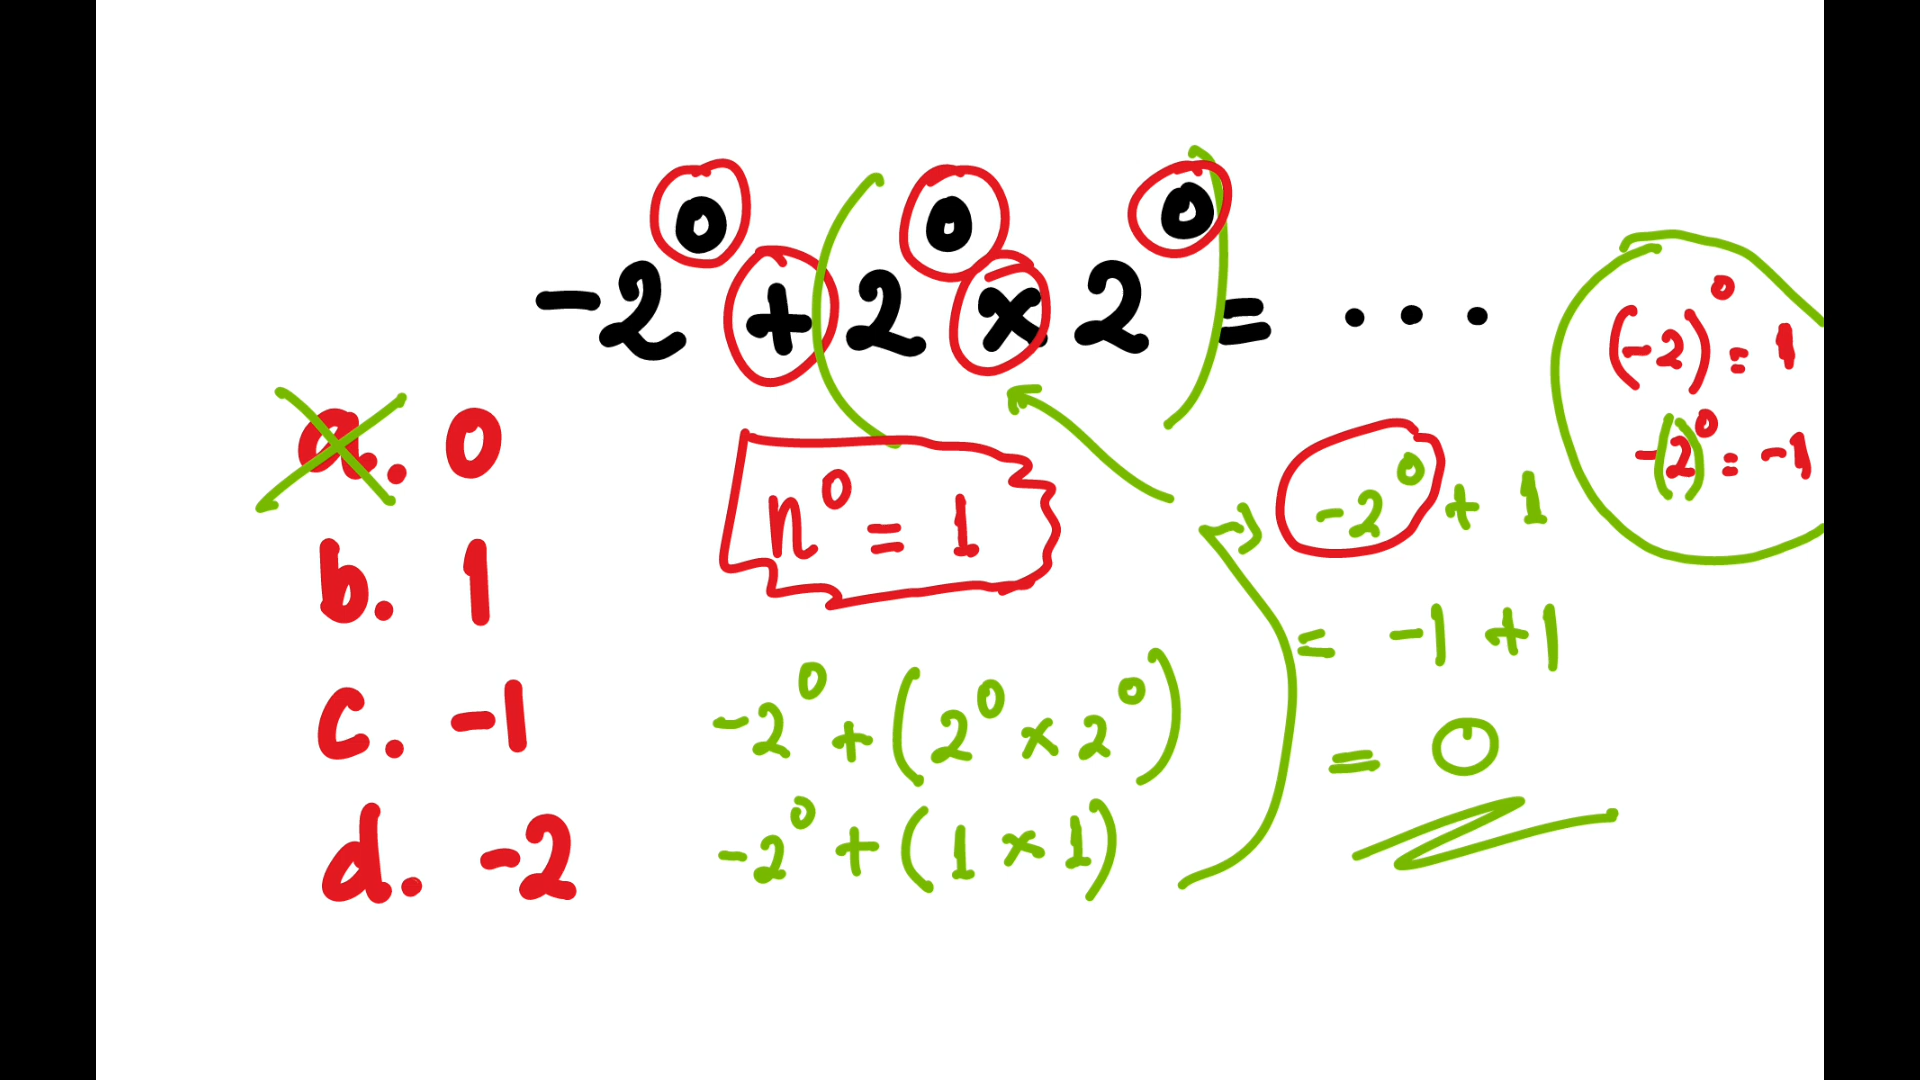 -2⁰ + 2⁰ × 2⁰ = ...
a. 0
b. 1
c. -1
d. -2
n⁰ = 1
-2⁰ + (2⁰ × 2⁰)
-2⁰ + (1 × 1)
-2⁰ + 1
= -1 + 1
= 0
(-2)⁰ = 1
-(2)⁰ = -1